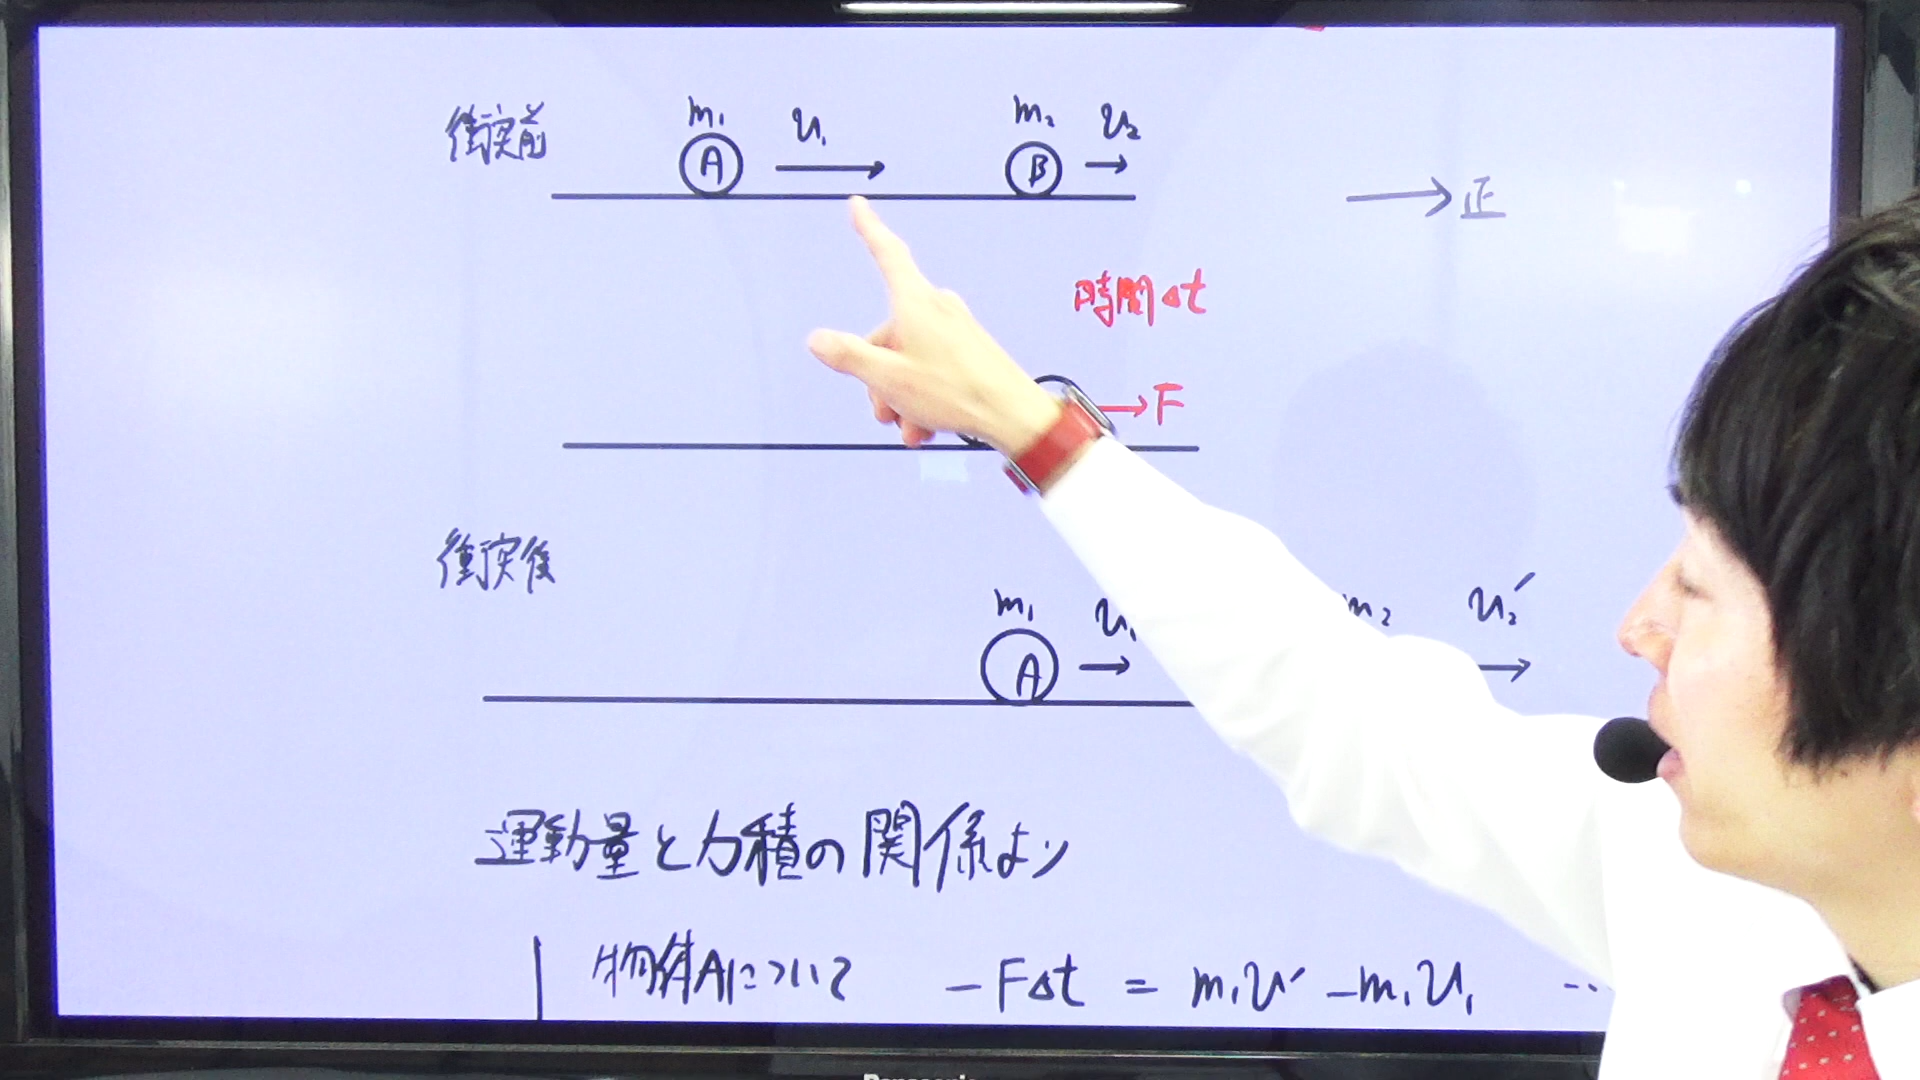 衝突前 m₁ v₁ m₂ v₂
A B
正
時間Δt
F
衝突後
m₁ v₁ m₂ v₂′
A
運動量と力積の関係より
物体Aについて −FΔt = m₁v′ − m₁v₁ …